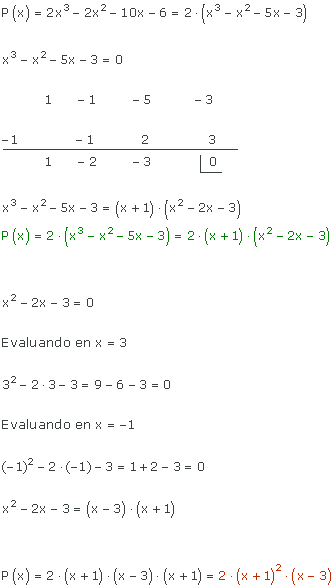 P(x) = 2x³ − 2x² − 10x − 6 = 2 · (x³ − x² − 5x − 3)
x³ − x² − 5x − 3 = 0
1 − 1 − 5 − 3
−1 − 1 2 3
1 − 2 − 3 0
x³ − x² − 5x − 3 = (x + 1) · (x² − 2x − 3)
P(x) = 2 · (x³ − x² − 5x − 3) = 2 · (x + 1) · (x² − 2x − 3)
x² − 2x − 3 = 0
Evaluando en x = 3
3² − 2 · 3 − 3 = 9 − 6 − 3 = 0
Evaluando en x = −1
(−1)² − 2 · (−1) − 3 = 1 + 2 − 3 = 0
x² − 2x − 3 = (x − 3) · (x + 1)
P(x) = 2 · (x + 1) · (x − 3) · (x + 1) = 2 · (x + 1)² · (x − 3)